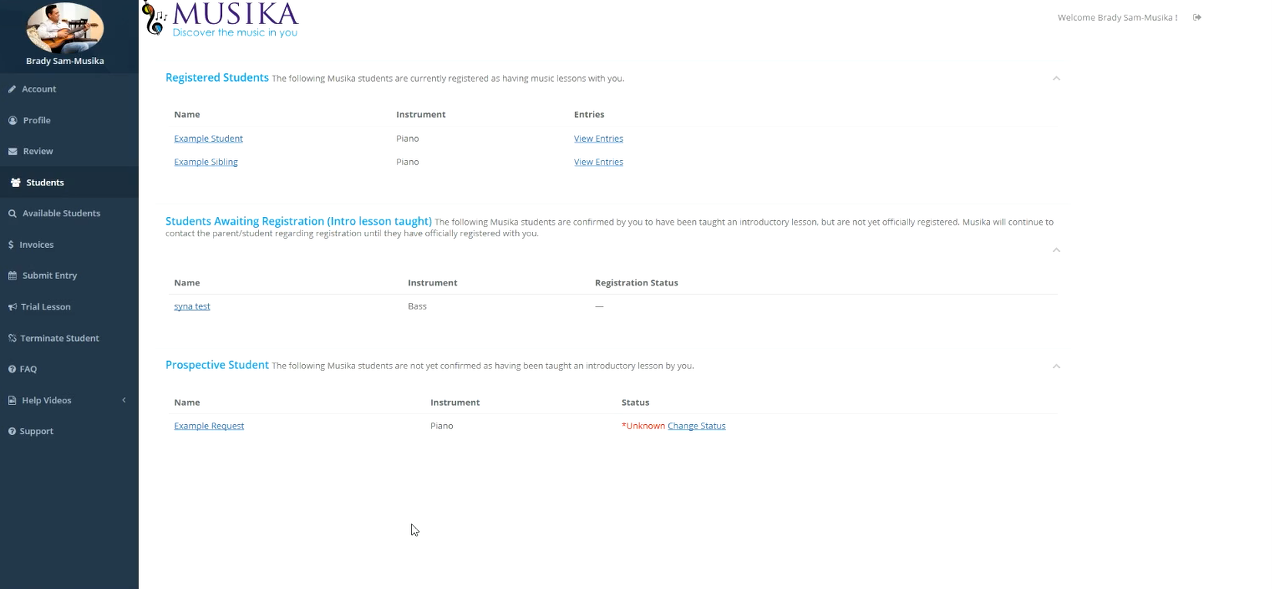 MUSIKA
Discover the music in you
Welcome Brady Sam-Musika !
Brady Sam-Musika
Account
Profile
Review
Students
Available Students
Invoices
Submit Entry
Trial Lesson
Terminate Student
FAQ
Help Videos
Support
Registered Students The following Musika students are currently registered as having music lessons with you.
Name Instrument Entries
Example Student Piano View Entries
Example Sibling Piano View Entries
Students Awaiting Registration (Intro lesson taught) The following Musika students are confirmed by you to have been taught an introductory lesson, but are not yet officially registered. Musika will continue to
contact the parent/student regarding registration until they have officially registered with you.
Name Instrument Registration Status
syna test Bass —
Prospective Student The following Musika students are not yet confirmed as having been taught an introductory lesson by you.
Name Instrument Status
Example Request Piano *Unknown Change Status